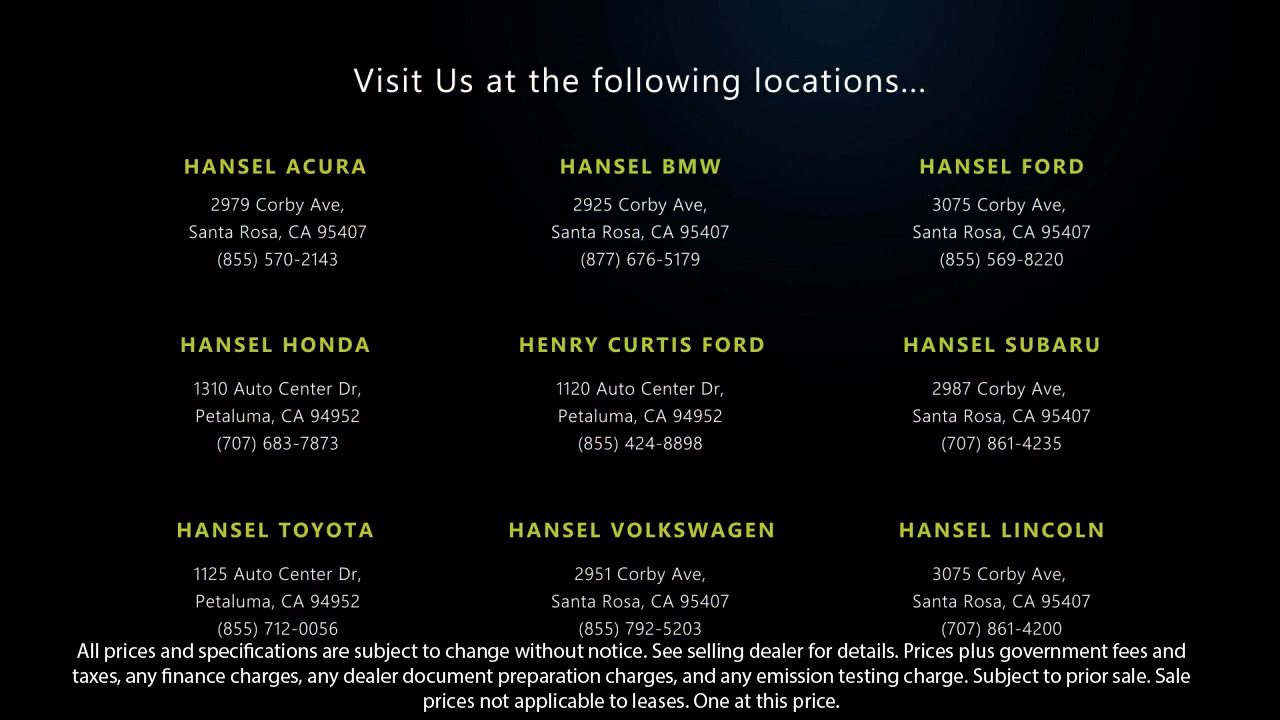 Visit Us at the following locations...
HANSEL ACURA
2979 Corby Ave,
Santa Rosa, CA 95407
(855) 570-2143
HANSEL BMW
2925 Corby Ave,
Santa Rosa, CA 95407
(877) 676-5179
HANSEL FORD
3075 Corby Ave,
Santa Rosa, CA 95407
(855) 569-8220
HANSEL HONDA
1310 Auto Center Dr,
Petaluma, CA 94952
(707) 683-7873
HENRY CURTIS FORD
1120 Auto Center Dr,
Petaluma, CA 94952
(855) 424-8898
HANSEL SUBARU
2987 Corby Ave,
Santa Rosa, CA 95407
(707) 861-4235
HANSEL TOYOTA
1125 Auto Center Dr,
Petaluma, CA 94952
(855) 712-0056
HANSEL VOLKSWAGEN
2951 Corby Ave,
Santa Rosa, CA 95407
(855) 792-5203
HANSEL LINCOLN
3075 Corby Ave,
Santa Rosa, CA 95407
(707) 861-4200
All prices and specifications are subject to change without notice. See selling dealer for details. Prices plus government fees and
taxes, any finance charges, any dealer document preparation charges, and any emission testing charge. Subject to prior sale. Sale
prices not applicable to leases. One at this price.